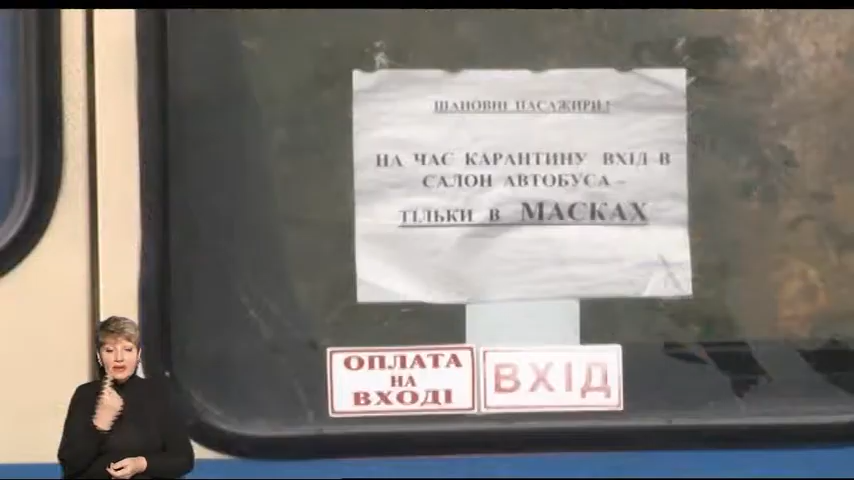 ШАНОВНІ ПАСАЖИРИ!
НА ЧАС КАРАНТИНУ ВХІД В
САЛОН АВТОБУСА –
ТІЛЬКИ В МАСКАХ
ОПЛАТА
НА
ВХОДІ
ВХІД